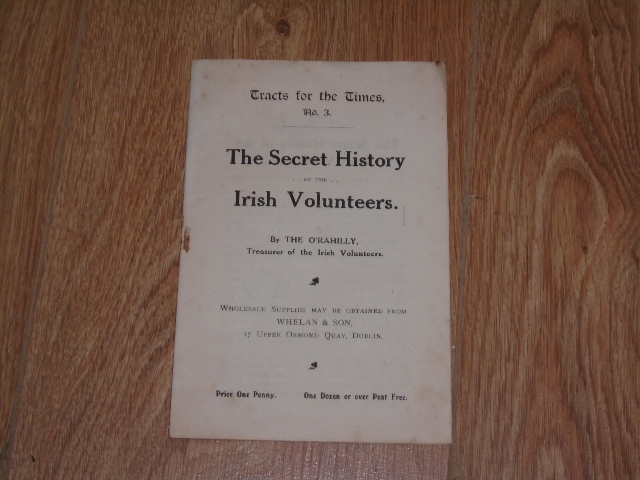 Tracts for the Times,
No. 3.
The Secret History
: : OF THE : :
Irish Volunteers.
By THE O'RAHILLY,
Treasurer of the Irish Volunteers.
Wholesale Supplies may be obtained from
WHELAN & SON,
17 Upper Ormond Quay, Dublin.
Price One Penny. One Dozen or over Post Free.